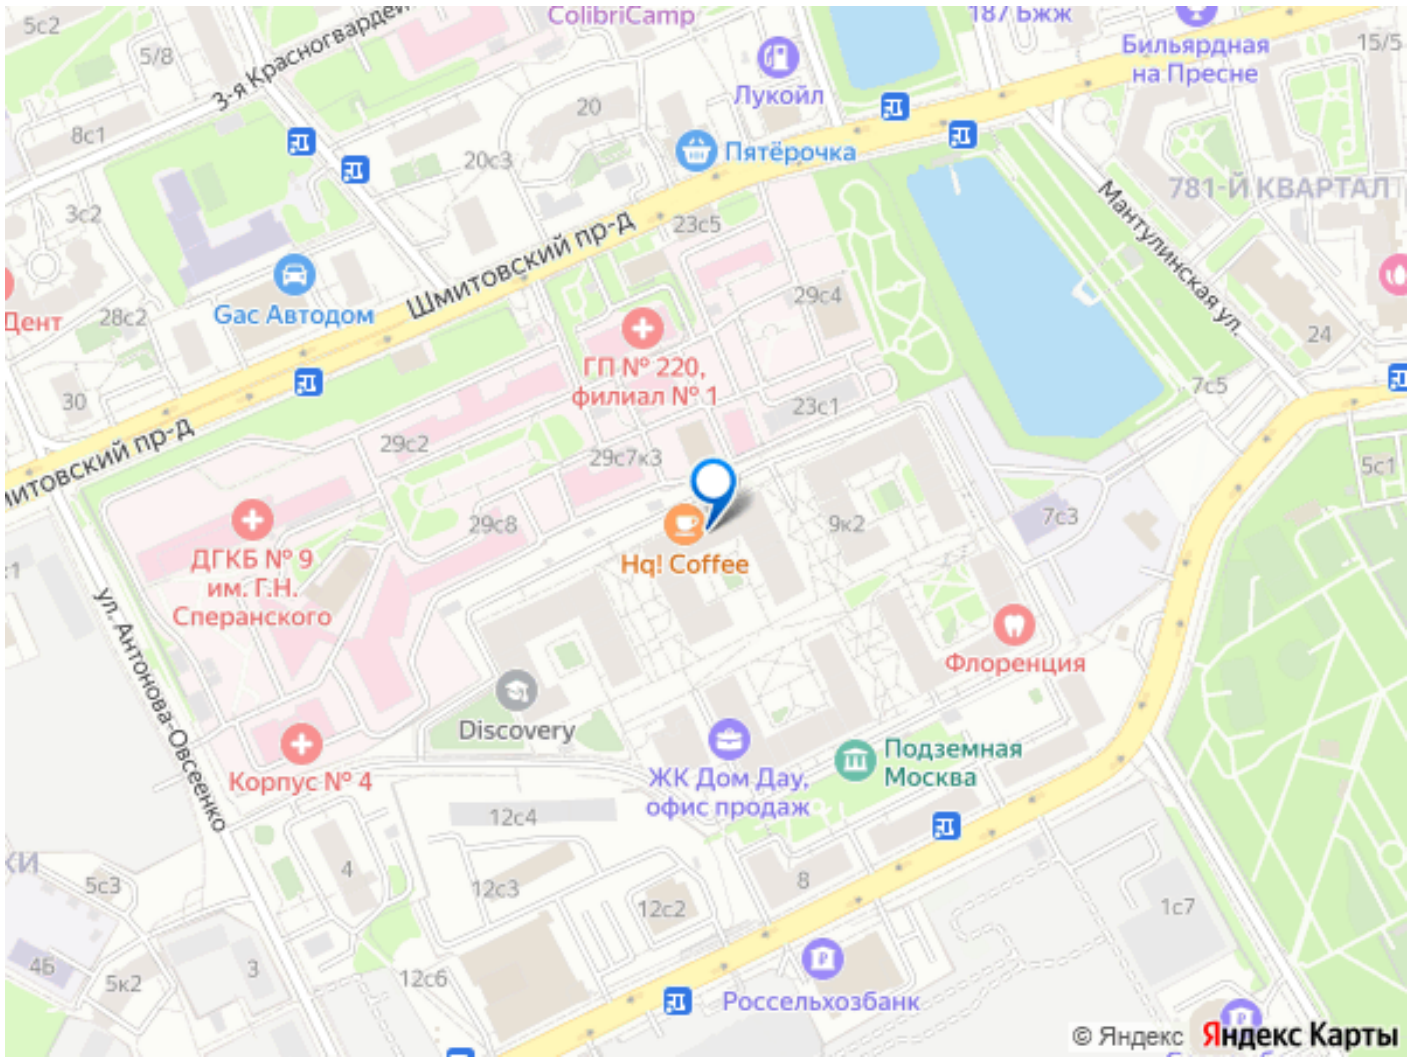 5с2
5/8
3-я Красногвардей
ColibriCamp
187 Бжж
Бильярдная
на Пресне
15/5
Лукойл
8с1
20
20с3
Пятёрочка
781-Й КВАРТАЛ
Мантулинская ул.
3с2
23с5
Шмитовский пр-д
Gac Автодом
28с2
Дент
29с4
24
ГП № 220,
филиал № 1
30
7с5
23с1
29с2
29с7к3
5с1
митовский пр-д
29с8
9к2
7с3
Hq! Coffee
ДГКБ № 9
им. Г.Н.
Сперанского
ул. Антонова-Овсеенко
Флоренция
Discovery
Корпус № 4
ЖК Дом Дау,
офис продаж
Подземная
Москва
12с4
4
8
5с3
12с3
12с2
1с7
4Б
5к2
3
12с6
Россельхозбанк
© Яндекс Яндекс Карты